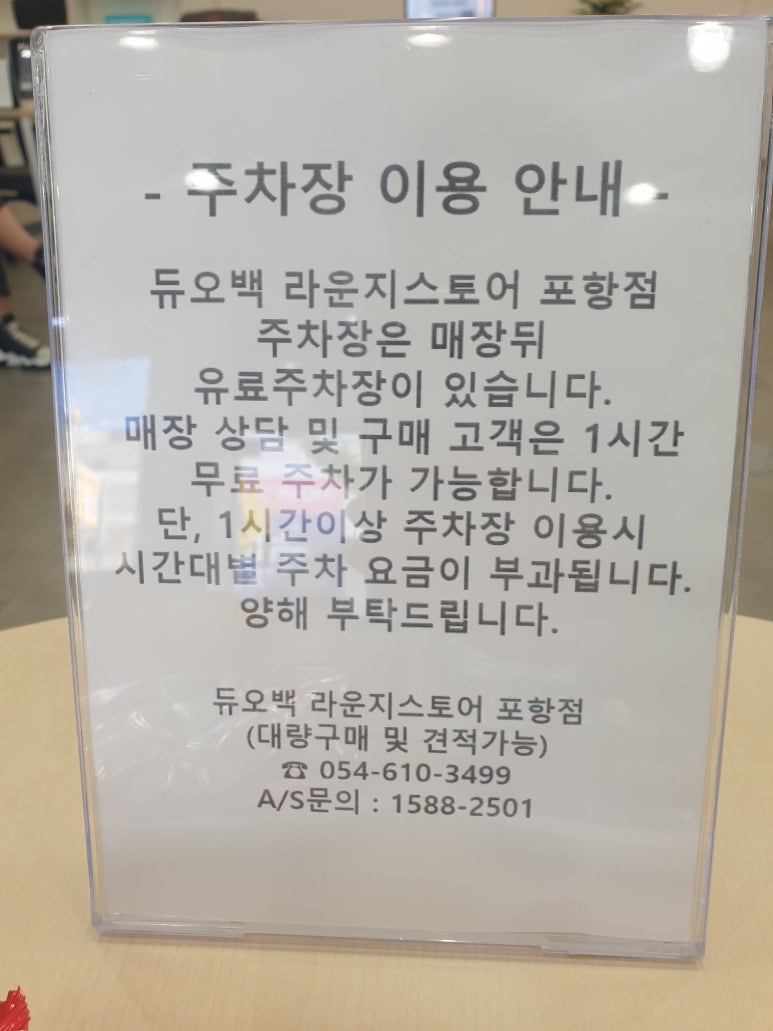 - 주차장 이용 안내 -
듀오백 라운지스토어 포항점
주차장은 매장뒤
유료주차장이 있습니다.
매장 상담 및 구매 고객은 1시간
무료 주차가 가능합니다.
단, 1시간이상 주차장 이용시
시간대별 주차 요금이 부과됩니다.
양해 부탁드립니다.
듀오백 라운지스토어 포항점
(대량구매 및 견적가능)
☎ 054-610-3499
A/S문의 : 1588-2501